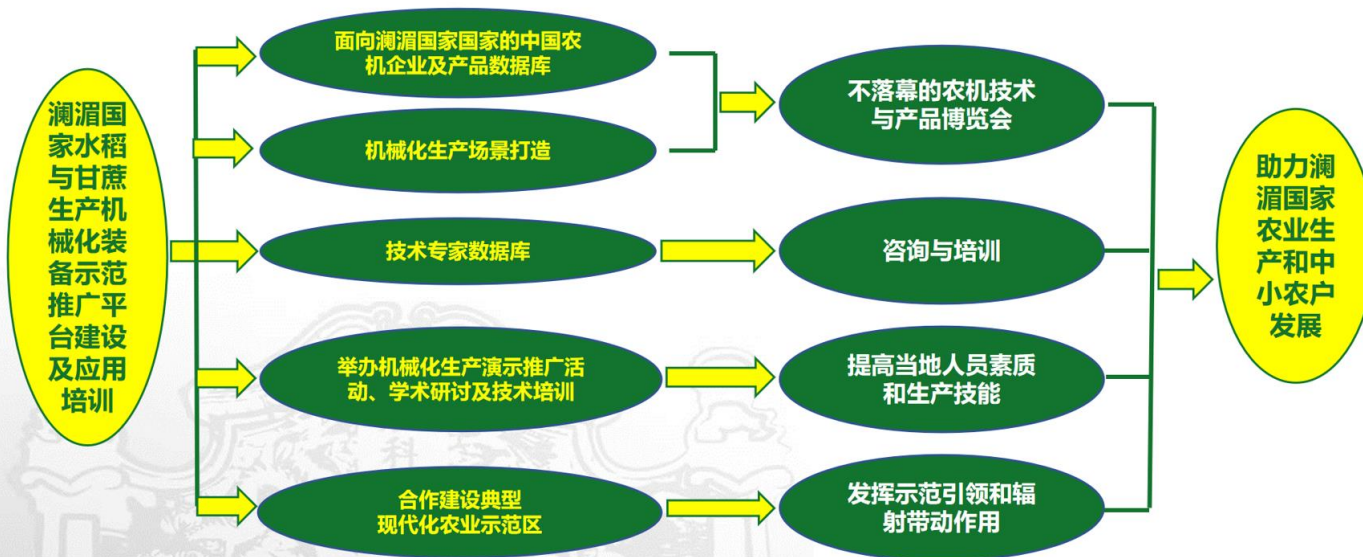 澜湄国
家水稻
与甘蔗
生产机
械化装
备示范
推广平
台建设
及应用
培训
面向澜湄国家国家的中国农
机企业及产品数据库
机械化生产场景打造
技术专家数据库
举办机械化生产演示推广活
动、学术研讨及技术培训
合作建设典型
现代化农业示范区
不落幕的农机技术
与产品博览会
咨询与培训
提高当地人员素质
和生产技能
发挥示范引领和辐
射带动作用
助力澜
湄国家
农业生
产和中
小农户
发展
科